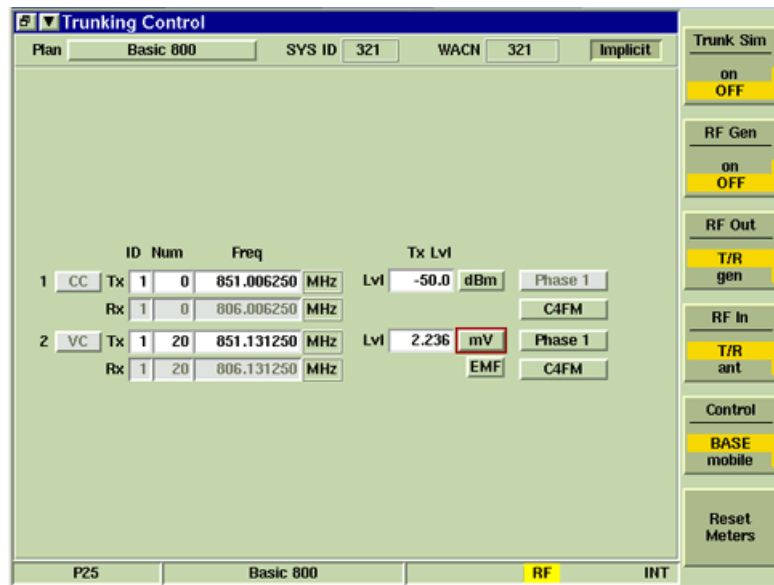 Trunking Control
Plan Basic 800 SYS ID 321 WACN 321 Implicit
ID Num Freq Tx Lvl
1 CC Tx 1 0 851.006250 MHz Lvl -50.0 dBm Phase 1
Rx 1 0 806.006250 MHz C4FM
2 VC Tx 1 20 851.131250 MHz Lvl 2.236 mV Phase 1
Rx 1 20 806.131250 MHz EMF C4FM
P25 Basic 800 RF INT
Trunk Sim
on
OFF
RF Gen
on
OFF
RF Out
T/R
gen
RF In
T/R
ant
Control
BASE
mobile
Reset
Meters